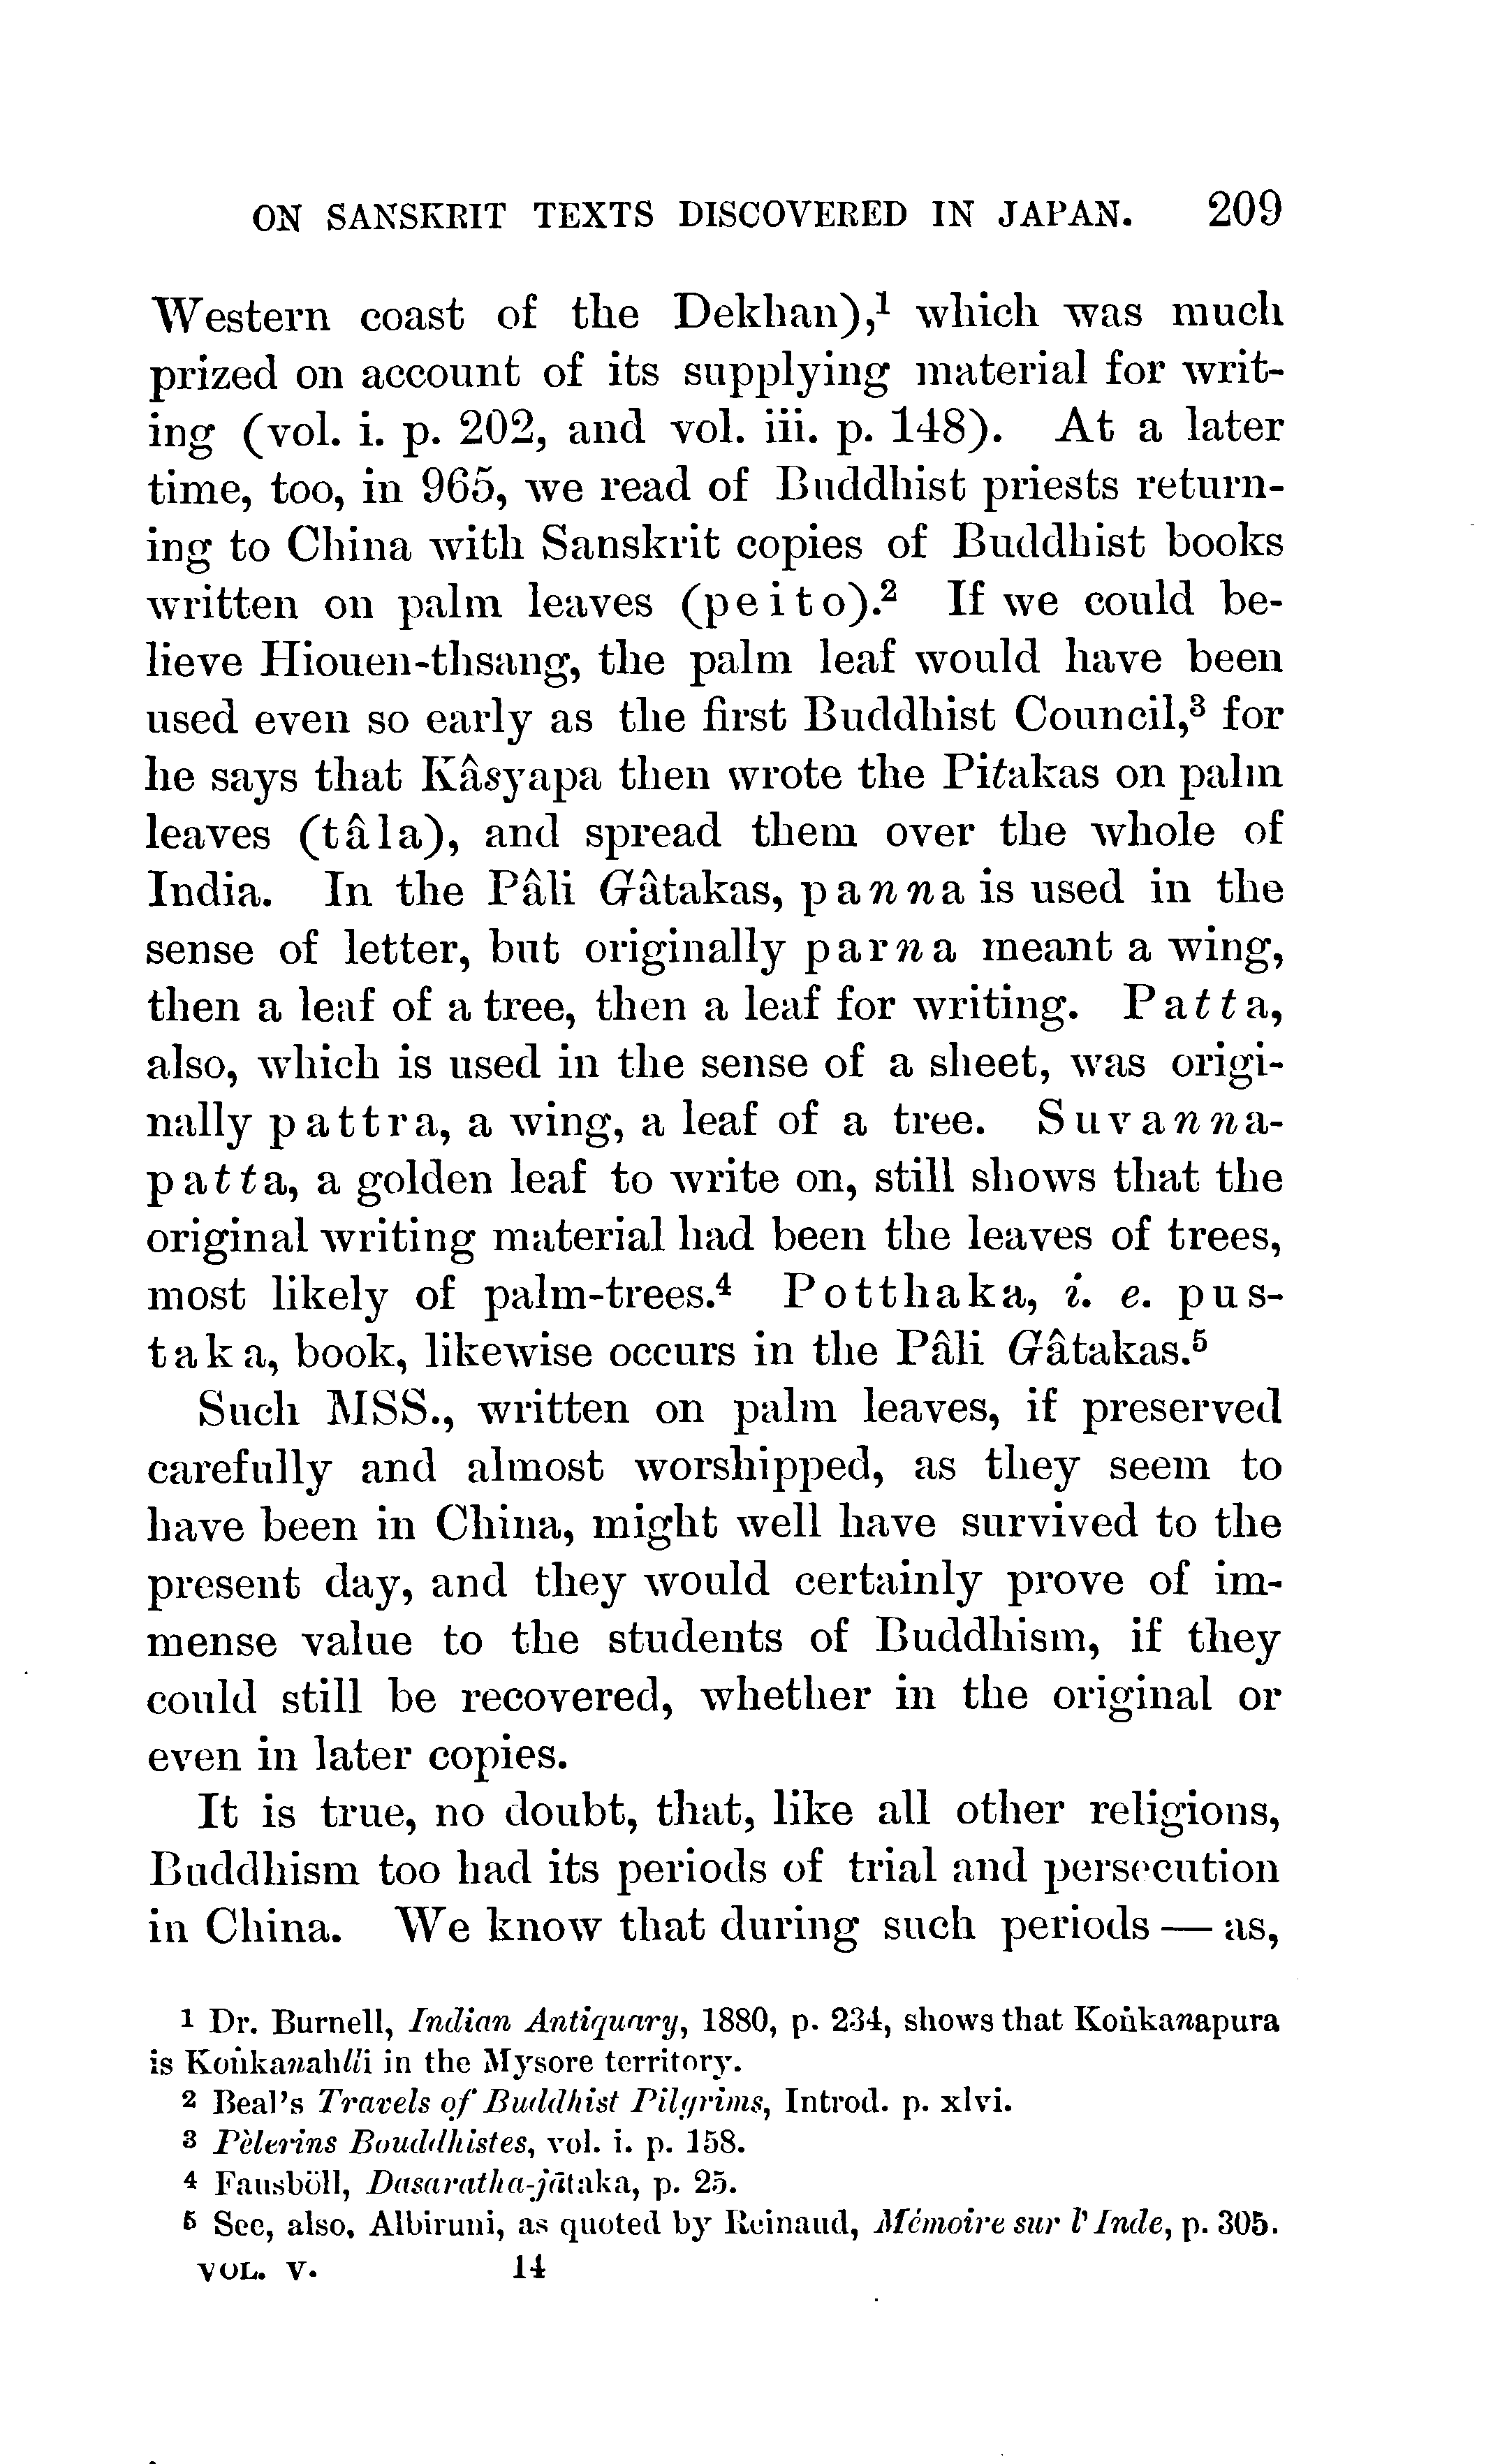 ON SANSKRIT TEXTS DISCOVERED IN JAPAN. 209
Western coast of the Dekhan),¹ which was much
prized on account of its supplying material for writ-
ing (vol. i. p. 202, and vol. iii. p. 148). At a later
time, too, in 965, we read of Buddhist priests return-
ing to China with Sanskrit copies of Buddhist books
written on palm leaves (peito).² If we could be-
lieve Hiouen-thsang, the palm leaf would have been
used even so early as the first Buddhist Council,³ for
he says that Kâsyapa then wrote the Pitakas on palm
leaves (tâla), and spread them over the whole of
India. In the Pâli Gâtakas, panna is used in the
sense of letter, but originally parna meant a wing,
then a leaf of a tree, then a leaf for writing. Patta,
also, which is used in the sense of a sheet, was origi-
nally pattra, a wing, a leaf of a tree. Suvanna-
patta, a golden leaf to write on, still shows that the
original writing material had been the leaves of trees,
most likely of palm-trees.⁴ Potthaka, i. e. pus-
taka, book, likewise occurs in the Pâli Gâtakas.⁵
Such MSS., written on palm leaves, if preserved
carefully and almost worshipped, as they seem to
have been in China, might well have survived to the
present day, and they would certainly prove of im-
mense value to the students of Buddhism, if they
could still be recovered, whether in the original or
even in later copies.
It is true, no doubt, that, like all other religions,
Buddhism too had its periods of trial and persecution
in China. We know that during such periods — as,
¹ Dr. Burnell, Indian Antiquary, 1880, p. 234, shows that Koṅkanapura
is Koṅkanahlli in the Mysore territory.
² Beal's Travels of Buddhist Pilgrims, Introd. p. xlvi.
³ Pèlerins Bouddhistes, vol. i. p. 158.
⁴ Fausböll, Dasaratha-jātaka, p. 25.
⁵ See, also, Albiruni, as quoted by Reinaud, Mémoire sur l'Inde, p. 305.
VOL. V. 14